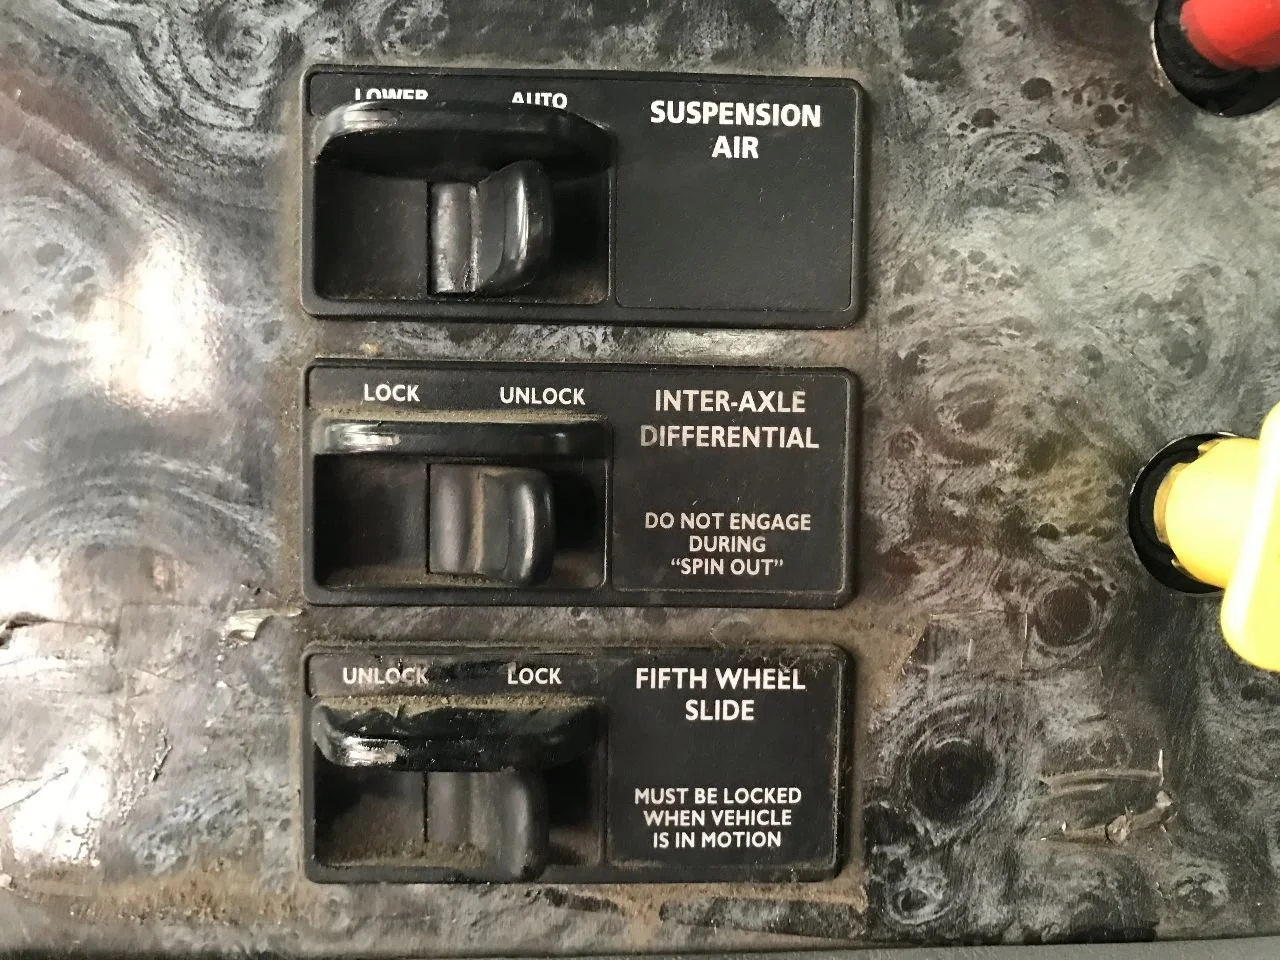 LOWER AUTO
SUSPENSION
AIR
LOCK UNLOCK
INTER-AXLE
DIFFERENTIAL
DO NOT ENGAGE
DURING
“SPIN OUT”
UNLOCK LOCK
FIFTH WHEEL
SLIDE
MUST BE LOCKED
WHEN VEHICLE
IS IN MOTION